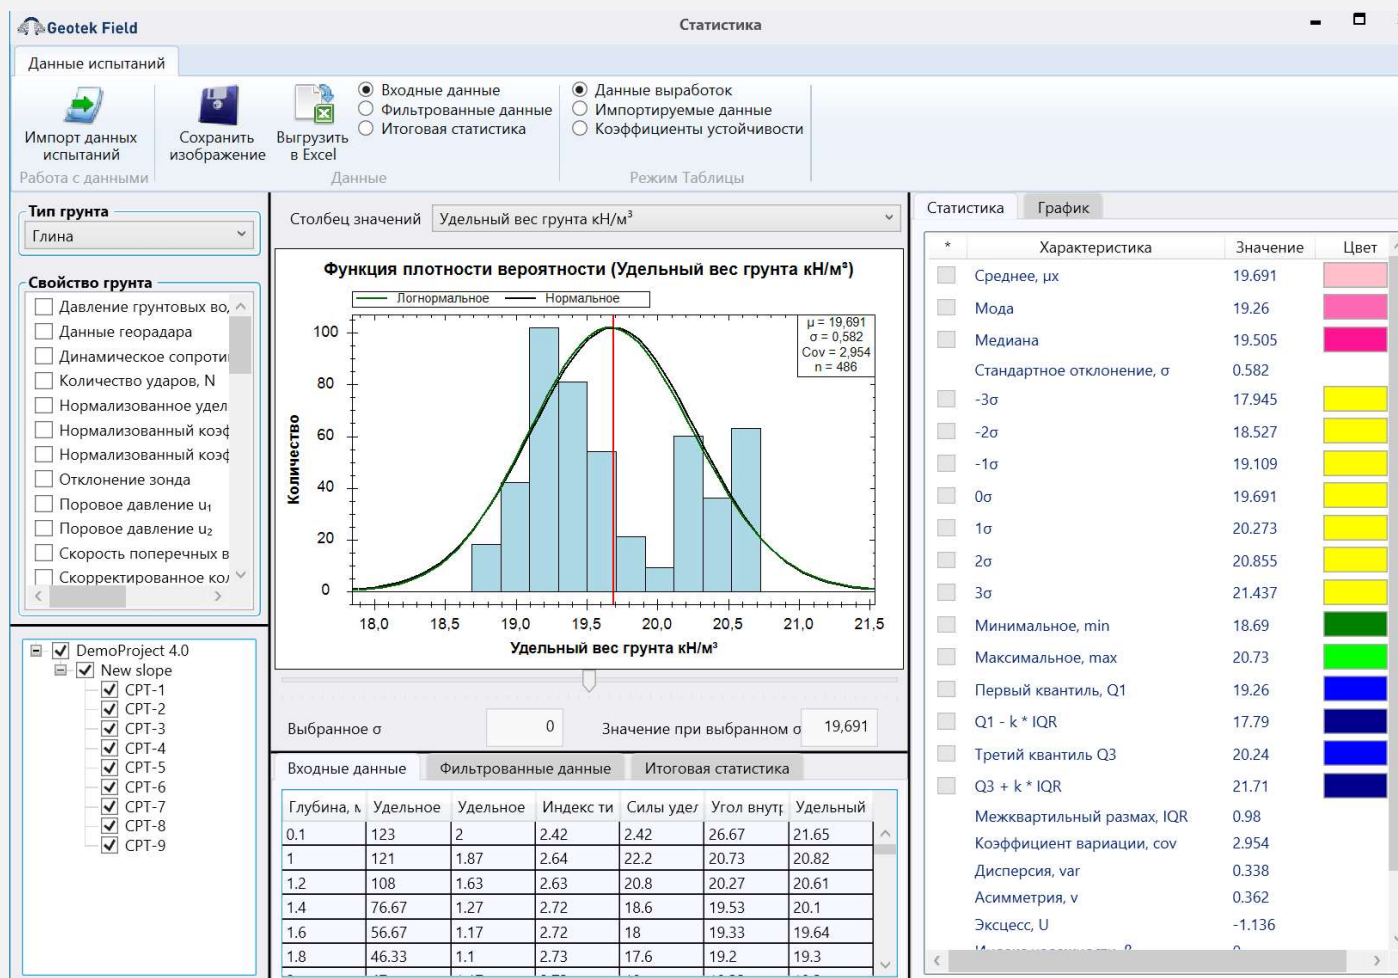 Geotek Field
Статистика
Данные испытаний
Импорт данных
испытаний
Сохранить
изображение
Выгрузить
в Excel
Входные данные
Фильтрованные данные
Итоговая статистика
Данные выработок
Импортируемые данные
Коэффициенты устойчивости
Работа с данными
Данные
Режим Таблицы
Тип грунта
Глина
Свойство грунта
Давление грунтовых во,
Данные георадара
Динамическое сопроти
Количество ударов, N
Нормализованное удел
Нормализованный коэф
Нормализованный коэф
Отклонение зонда
Поровое давление u₁
Поровое давление u₂
Скорость поперечных в
Скорректированное кол
DemoProject 4.0
New slope
CPT-1
CPT-2
CPT-3
CPT-4
CPT-5
CPT-6
CPT-7
CPT-8
CPT-9
Столбец значений Удельный вес грунта кН/м³
Функция плотности вероятности (Удельный вес грунта кН/м³)
Логнормальное Нормальное
μ = 19,691
σ = 0,582
Cov = 2,954
n = 486
Количество
100
80
60
40
20
0
18,0 18,5 19,0 19,5 20,0 20,5 21,0 21,5
Удельный вес грунта кН/м³
Выбранное σ 0 Значение при выбранном σ 19,691
Входные данные Фильтрованные данные Итоговая статистика
Глубина, м Удельное Удельное Индекс ти Силы удел Угол внутр Удельный
0.1 123 2 2.42 2.42 26.67 21.65
1 121 1.87 2.64 22.2 20.73 20.82
1.2 108 1.63 2.63 20.8 20.27 20.61
1.4 76.67 1.27 2.72 18.6 19.53 20.1
1.6 56.67 1.17 2.72 18 19.33 19.64
1.8 46.33 1.1 2.73 17.6 19.2 19.3
Статистика График
* Характеристика Значение Цвет
Среднее, μx 19.691
Мода 19.26
Медиана 19.505
Стандартное отклонение, σ 0.582
-3σ 17.945
-2σ 18.527
-1σ 19.109
0σ 19.691
1σ 20.273
2σ 20.855
3σ 21.437
Минимальное, min 18.69
Максимальное, max 20.73
Первый квантиль, Q1 19.26
Q1 - k * IQR 17.79
Третий квантиль Q3 20.24
Q3 + k * IQR 21.71
Межквартильный размах, IQR 0.98
Коэффициент вариации, cov 2.954
Дисперсия, var 0.338
Асимметрия, v 0.362
Эксцесс, U -1.136